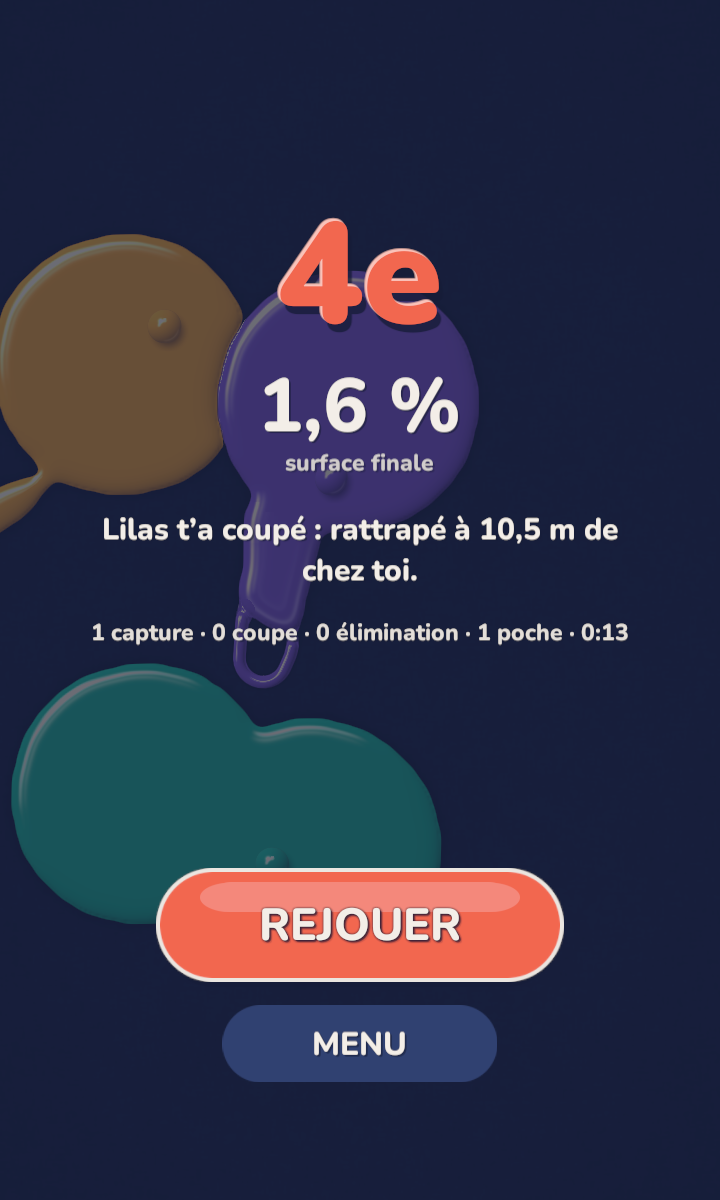 4e
1,6 %
surface finale
Lilas t’a coupé : rattrapé à 10,5 m de
chez toi.
1 capture · 0 coupe · 0 élimination · 1 poche · 0:13
REJOUER
MENU